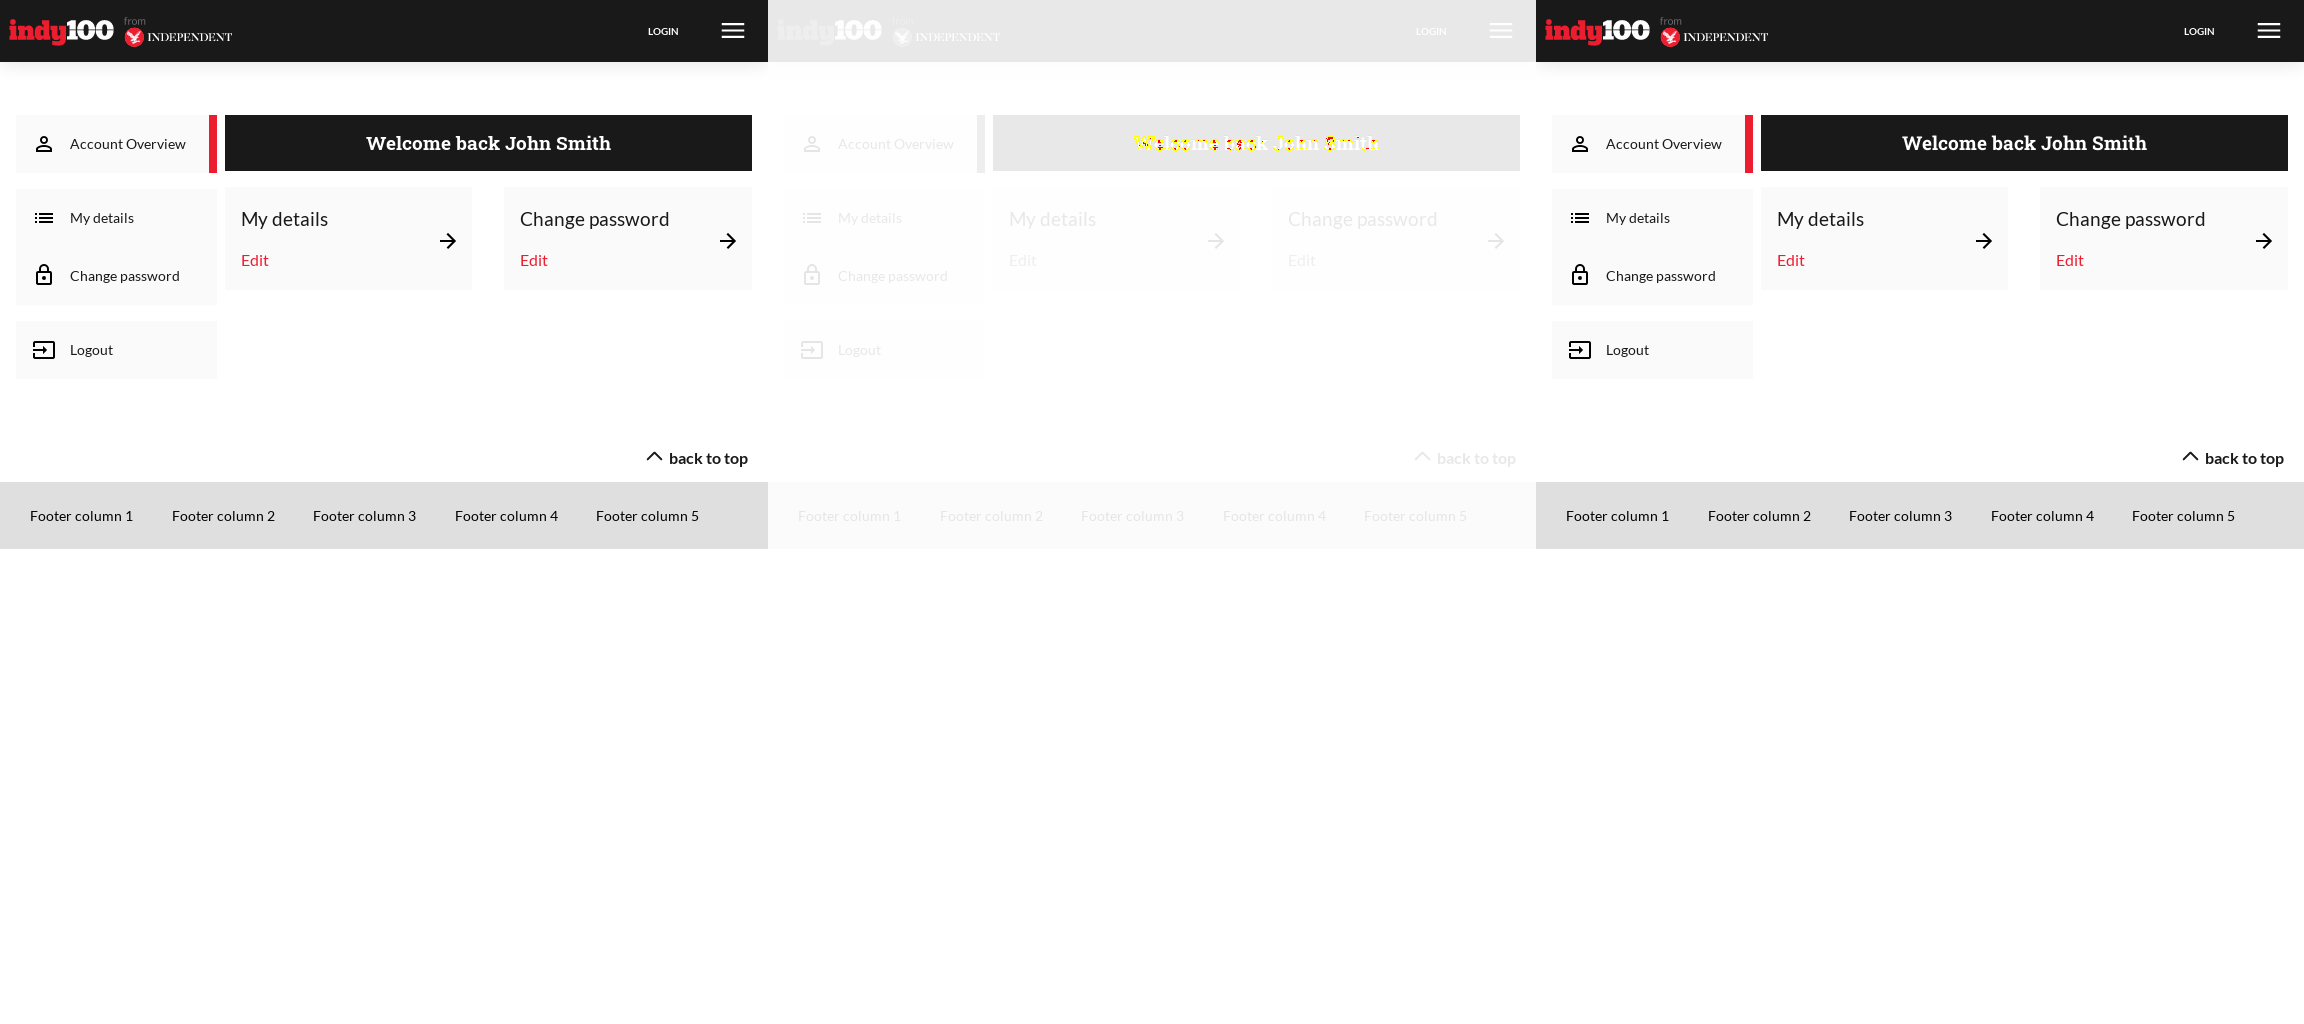 indy100 from INDEPENDENT LOGIN
Account Overview
Welcome back John Smith
My details
Change password
Logout
My details
Edit
Change password
Edit
back to top
Footer column 1 Footer column 2 Footer column 3 Footer column 4 Footer column 5
indy100 from INDEPENDENT LOGIN
Account Overview
Welcome back John Smith
My details
Change password
Logout
My details
Edit
Change password
Edit
back to top
Footer column 1 Footer column 2 Footer column 3 Footer column 4 Footer column 5
indy100 from INDEPENDENT LOGIN
Account Overview
Welcome back John Smith
My details
Change password
Logout
My details
Edit
Change password
Edit
back to top
Footer column 1 Footer column 2 Footer column 3 Footer column 4 Footer column 5